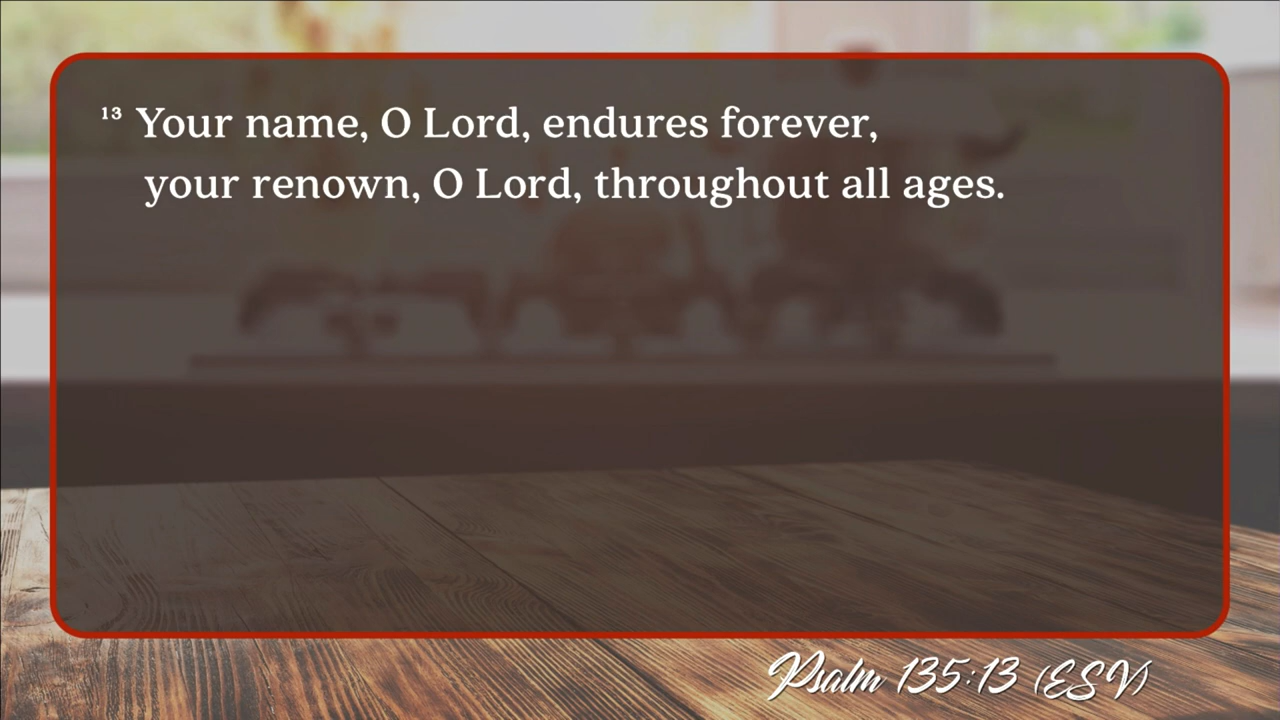 ¹³ Your name, O Lord, endures forever,
your renown, O Lord, throughout all ages.
Psalm 135:13 (ESV)